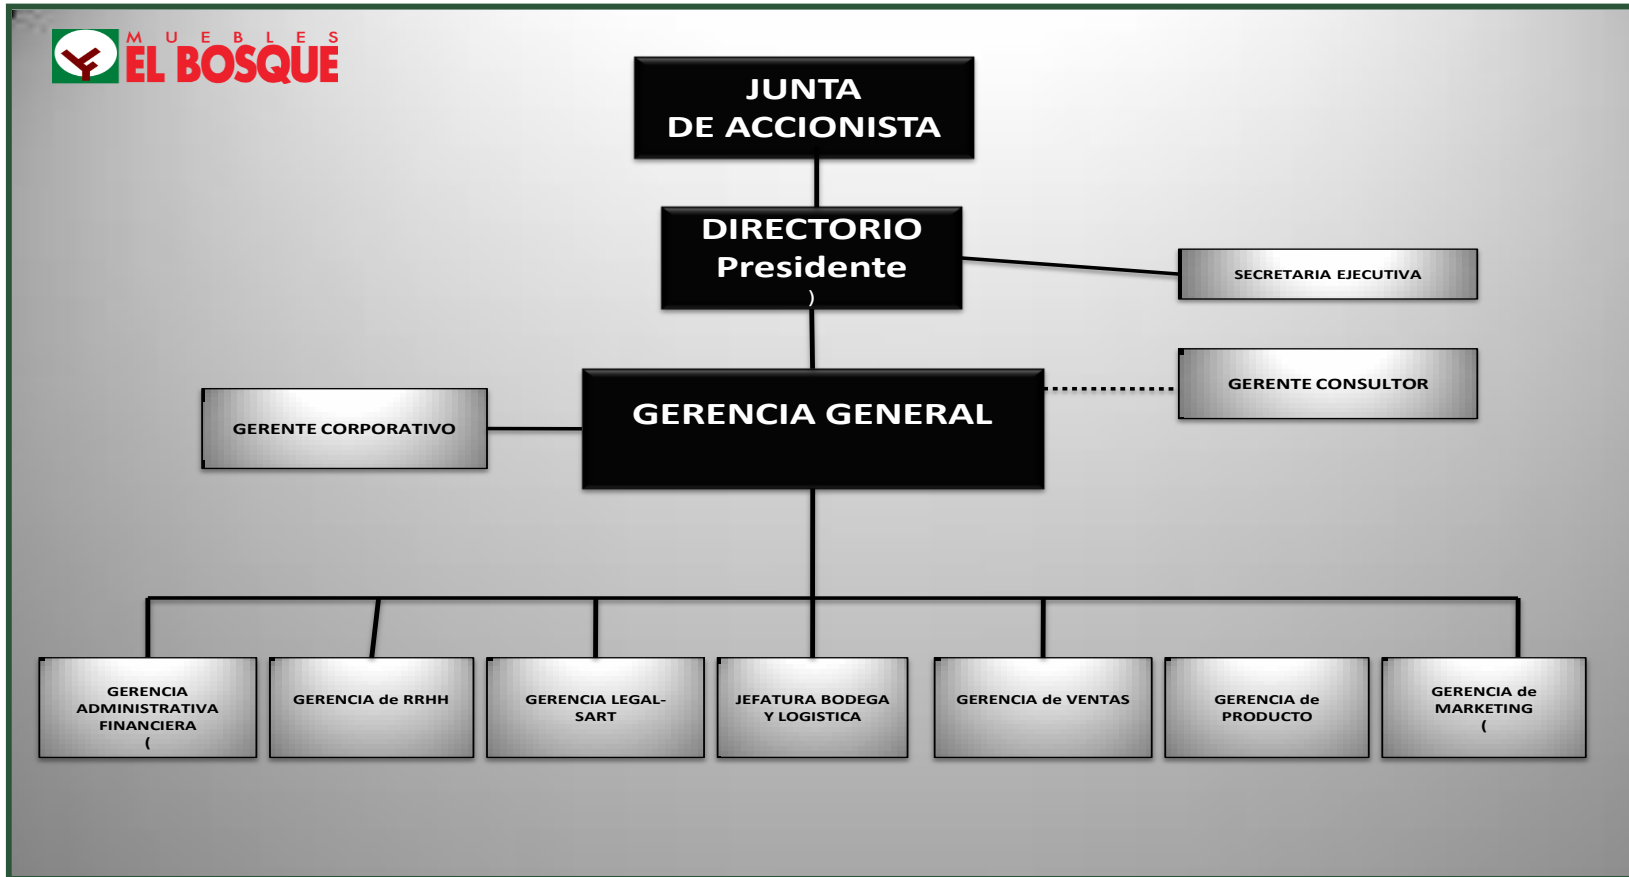 MUEBLES
EL BOSQUE
JUNTA
DE ACCIONISTA
DIRECTORIO
Presidente
)
SECRETARIA EJECUTIVA
GERENTE CONSULTOR
GERENCIA GENERAL
GERENTE CORPORATIVO
GERENCIA
ADMINISTRATIVA
FINANCIERA
(
GERENCIA de RRHH
GERENCIA LEGAL-
SART
JEFATURA BODEGA
Y LOGISTICA
GERENCIA de VENTAS
GERENCIA de
PRODUCTO
GERENCIA de
MARKETING
(